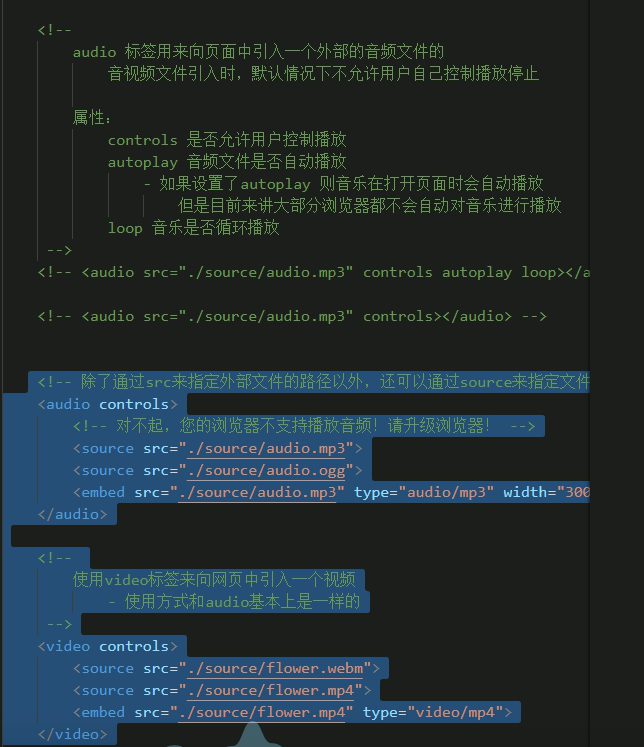 <!--
audio 标签用来向页面中引入一个外部的音频文件的
音视频文件引入时，默认情况下不允许用户自己控制播放停止
属性：
controls 是否允许用户控制播放
autoplay 音频文件是否自动播放
- 如果设置了autoplay 则音乐在打开页面时会自动播放
但是目前来讲大部分浏览器都不会自动对音乐进行播放
loop 音乐是否循环播放
-->
<!-- <audio src="./source/audio.mp3" controls autoplay loop></a
<!-- <audio src="./source/audio.mp3" controls></audio> -->
<!-- 除了通过src来指定外部文件的路径以外，还可以通过source来指定文件
<audio controls>
<!-- 对不起，您的浏览器不支持播放音频！请升级浏览器！ -->
<source src="./source/audio.mp3">
<source src="./source/audio.ogg">
<embed src="./source/audio.mp3" type="audio/mp3" width="300
</audio>
<!--
使用video标签来向网页中引入一个视频
- 使用方式和audio基本上是一样的
-->
<video controls>
<source src="./source/flower.webm">
<source src="./source/flower.mp4">
<embed src="./source/flower.mp4" type="video/mp4">
</video>